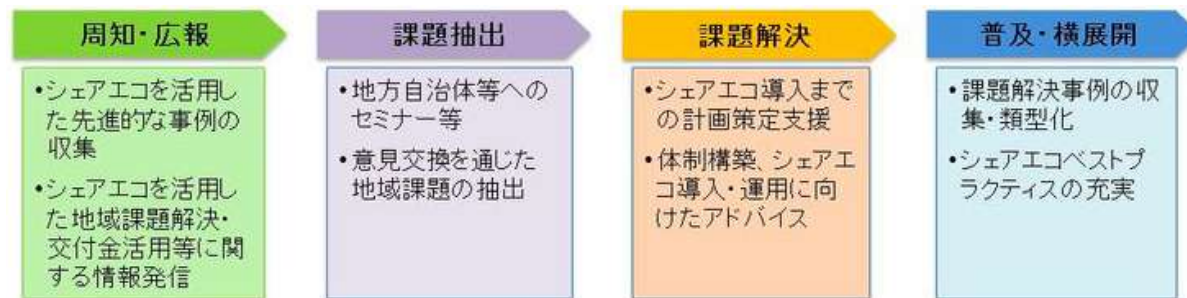 周知・広報
•シェアエコを活用し
た先進的な事例の
収集
•シェアエコを活用し
た地域課題解決・
交付金活用等に関
する情報発信
課題抽出
•地方自治体等への
セミナー等
•意見交換を通じた
地域課題の抽出
課題解決
•シェアエコ導入まで
の計画策定支援
•体制構築、シェアエ
コ導入・運用に向
けたアドバイス
普及・横展開
•課題解決事例の収
集・類型化
•シェアエコベストプ
ラクティスの充実